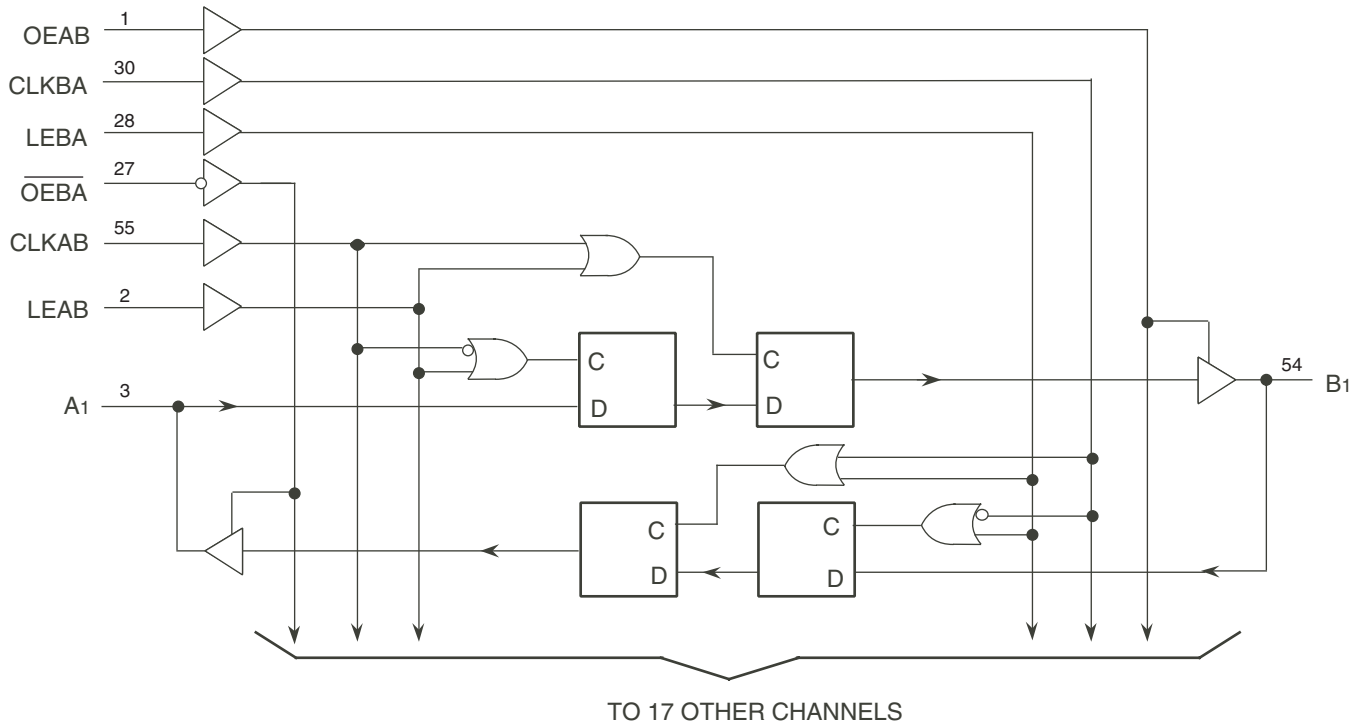 OEAB 1
CLKBA 30
LEBA 28
OEBA 27
CLKAB 55
LEAB 2
A1 3
C
D
C
D
54 B1
C
D
C
D
TO 17 OTHER CHANNELS